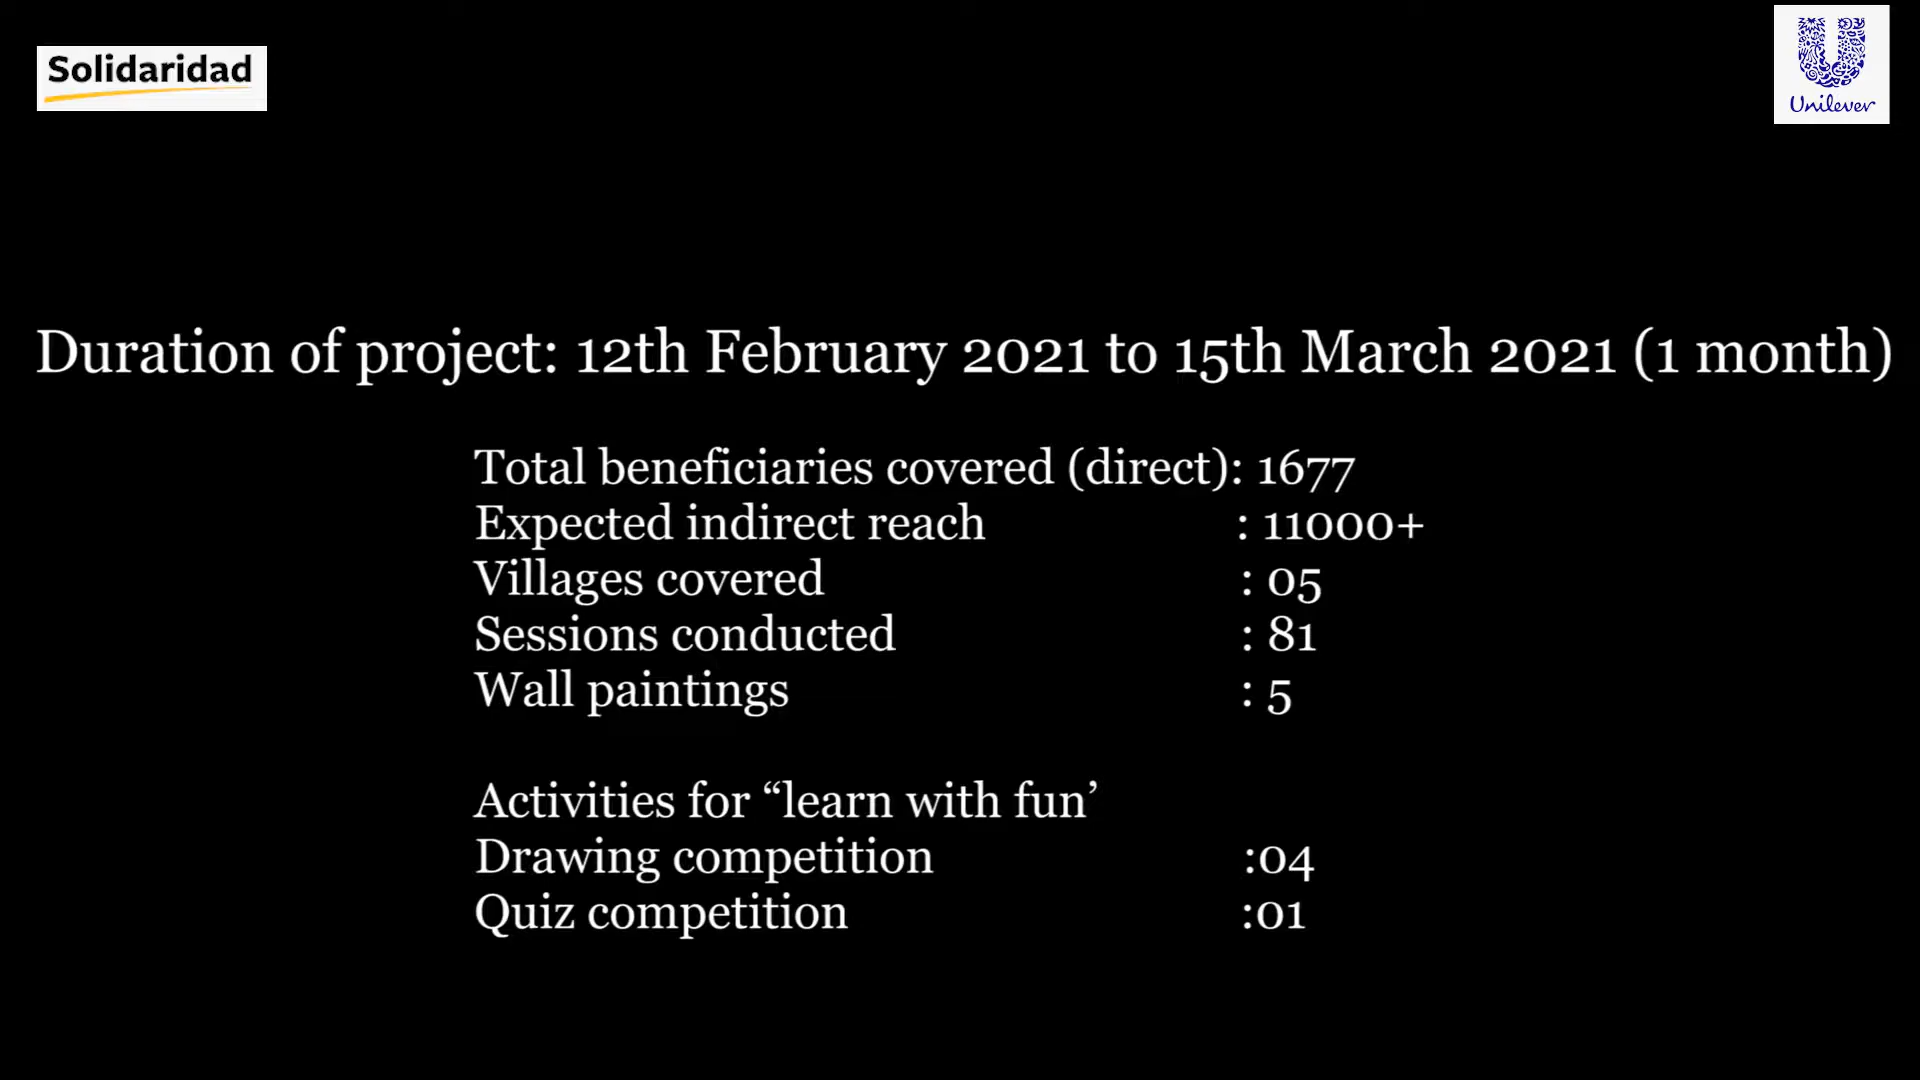 Solidaridad
Unilever
Duration of project: 12th February 2021 to 15th March 2021 (1 month)
Total beneficiaries covered (direct): 1677
Expected indirect reach : 11000+
Villages covered : 05
Sessions conducted : 81
Wall paintings : 5
Activities for “learn with fun’
Drawing competition :04
Quiz competition :01